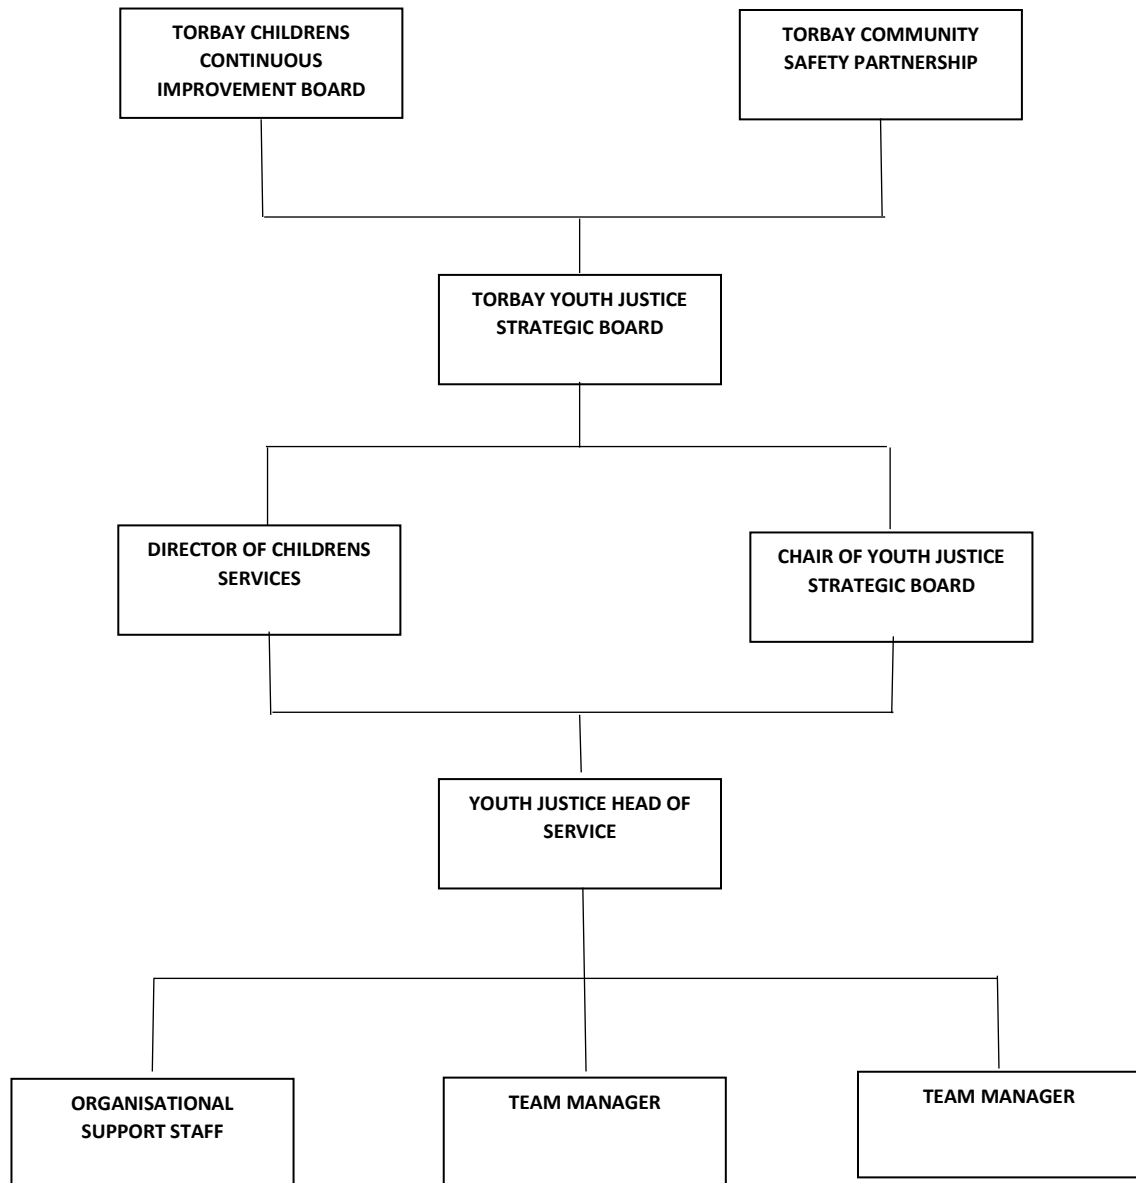 TORBAY CHILDRENS
CONTINUOUS
IMPROVEMENT BOARD
TORBAY COMMUNITY
SAFETY PARTNERSHIP
TORBAY YOUTH JUSTICE
STRATEGIC BOARD
DIRECTOR OF CHILDRENS
SERVICES
CHAIR OF YOUTH JUSTICE
STRATEGIC BOARD
YOUTH JUSTICE HEAD OF
SERVICE
ORGANISATIONAL
SUPPORT STAFF
TEAM MANAGER
TEAM MANAGER